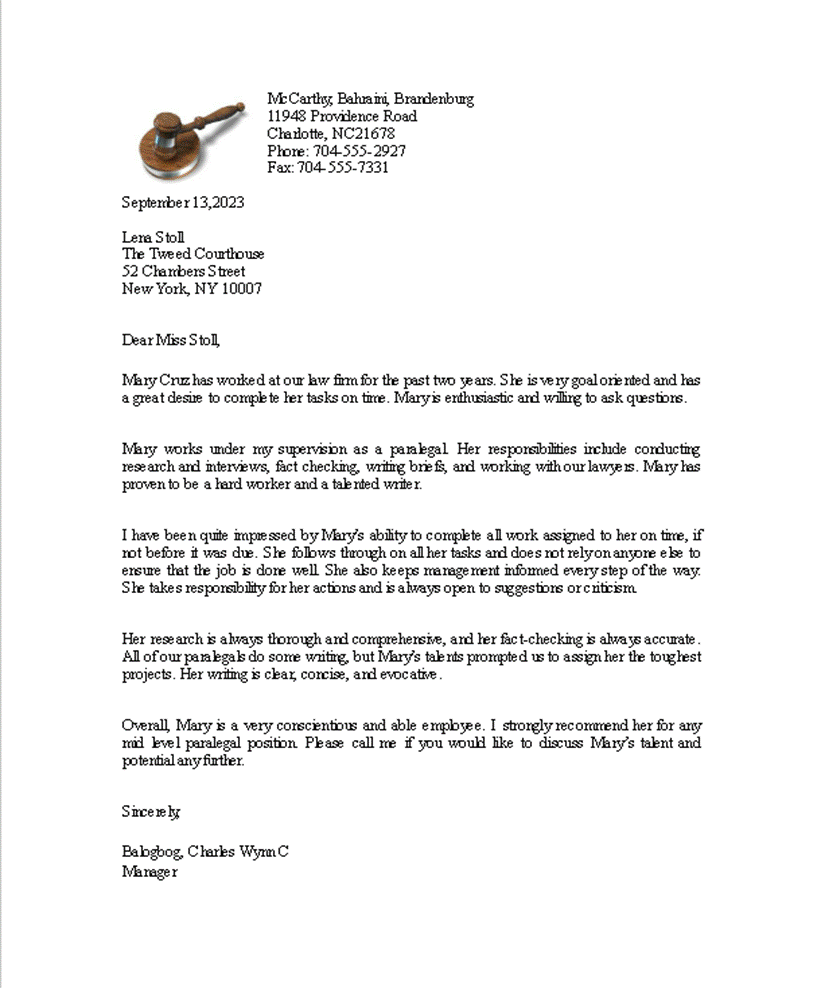 McCarthy, Bahraini, Brandenburg
11948 Providence Road
Charlotte, NC21678
Phone: 704-555-2927
Fax: 704-555-7331
September 13,2023
Lena Stoll
The Tweed Courthouse
52 Chambers Street
New York, NY 10007
Dear Miss Stoll,
Mary Cruz has worked at our law firm for the past two years. She is very goal oriented and has
a great desire to complete her tasks on time. Mary is enthusiastic and willing to ask questions.
Mary works under my supervision as a paralegal. Her responsibilities include conducting
research and interviews, fact checking, writing briefs, and working with our lawyers. Mary has
proven to be a hard worker and a talented writer.
I have been quite impressed by Mary's ability to complete all work assigned to her on time, if
not before it was due. She follows through on all her tasks and does not rely on anyone else to
ensure that the job is done well. She also keeps management informed every step of the way.
She takes responsibility for her actions and is always open to suggestions or criticism.
Her research is always thorough and comprehensive, and her fact-checking is always accurate.
All of our paralegals do some writing, but Mary's talents prompted us to assign her the toughest
projects. Her writing is clear, concise, and evocative.
Overall, Mary is a very conscientious and able employee. I strongly recommend her for any
mid level paralegal position. Please call me if you would like to discuss Mary's talent and
potential any further.
Sincerely,
Balogbog, Charles Wynn C
Manager